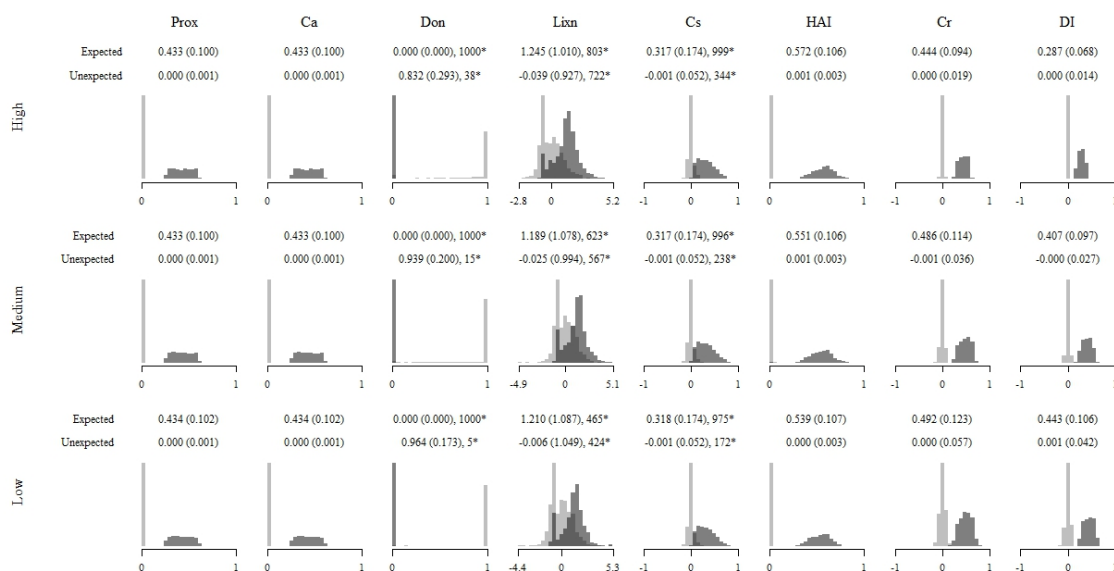 Prox Ca Don Lixn Cs HAI Cr DI
Expected 0.433 (0.100) 0.433 (0.100) 0.000 (0.000), 1000* 1.245 (1.010), 803* 0.317 (0.174), 999* 0.572 (0.106) 0.444 (0.094) 0.287 (0.068)
Unexpected 0.000 (0.001) 0.000 (0.001) 0.832 (0.293), 38* -0.039 (0.927), 722* -0.001 (0.052), 344* 0.001 (0.003) 0.000 (0.019) 0.000 (0.014)
High
0 1 0 1 0 1 -2.8 0 5.2 -1 0 1 0 1 -1 0 1 -1 0 1
Expected 0.433 (0.100) 0.433 (0.100) 0.000 (0.000), 1000* 1.189 (1.078), 623* 0.317 (0.174), 996* 0.551 (0.106) 0.486 (0.114) 0.407 (0.097)
Unexpected 0.000 (0.001) 0.000 (0.001) 0.939 (0.200), 15* -0.025 (0.994), 567* -0.001 (0.052), 238* 0.001 (0.003) -0.001 (0.036) -0.000 (0.027)
Medium
0 1 0 1 0 1 -4.9 0 5.1 -1 0 1 0 1 -1 0 1 -1 0 1
Expected 0.434 (0.102) 0.434 (0.102) 0.000 (0.000), 1000* 1.210 (1.087), 465* 0.318 (0.174), 975* 0.539 (0.107) 0.492 (0.123) 0.443 (0.106)
Unexpected 0.000 (0.001) 0.000 (0.001) 0.964 (0.173), 5* -0.006 (1.049), 424* -0.001 (0.052), 172* 0.000 (0.003) 0.000 (0.057) 0.001 (0.042)
Low
0 1 0 1 0 1 -4.4 0 5.3 -1 0 1 0 1 -1 0 1 -1 0 1